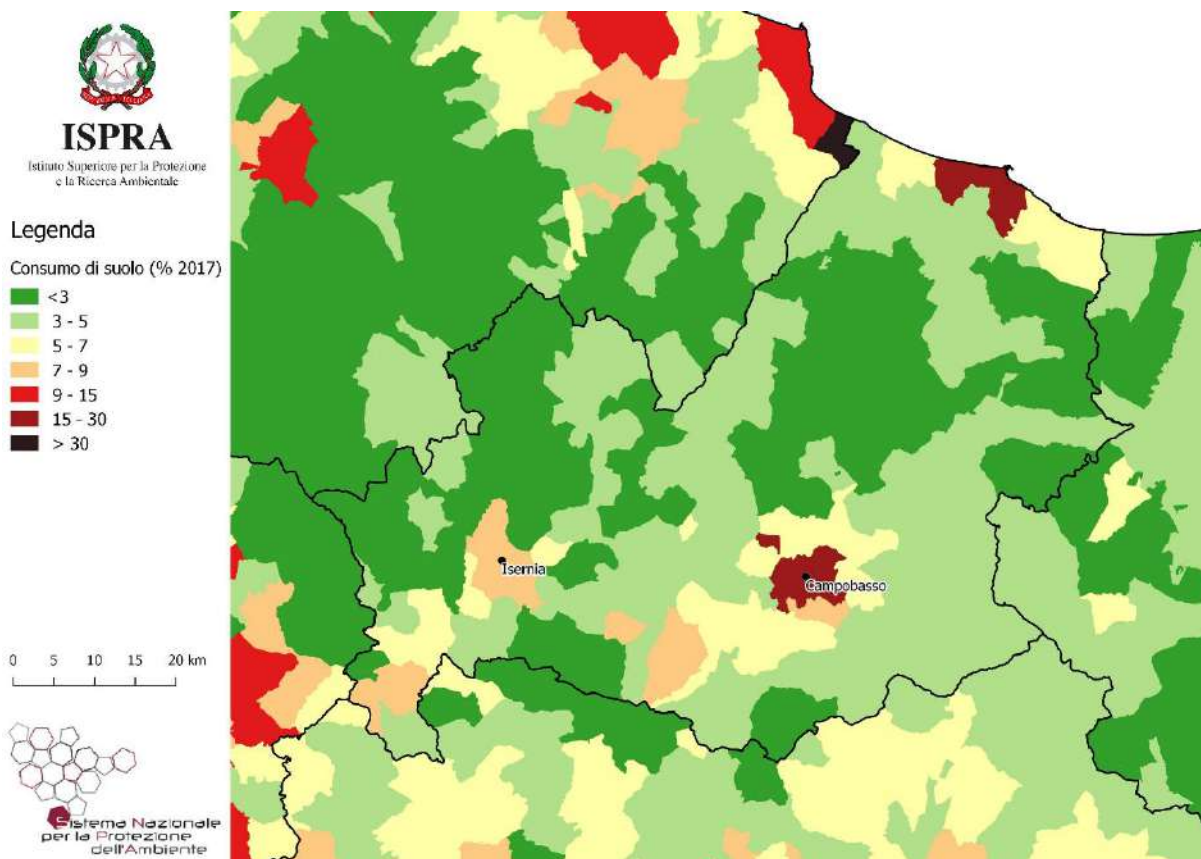 ISPRA
Istituto Superiore per la Protezione
e la Ricerca Ambientale
Legenda
Consumo di suolo (% 2017)
<3
3 - 5
5 - 7
7 - 9
9 - 15
15 - 30
> 30
Isernia
Campobasso
0 5 10 15 20 km
Sistema Nazionale
per la Protezione
dell'Ambiente